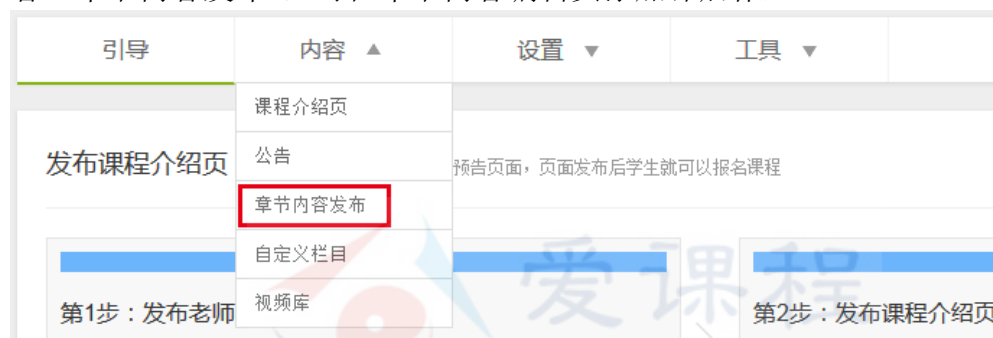 引导 内容 ▲ 设置 ▼ 工具 ▼
课程介绍页
发布课程介绍页 公告 预告页面，页面发布后学生就可以报名课程
章节内容发布
自定义栏目
爱课程
第1步：发布老师 视频库 第2步：发布课程介绍页